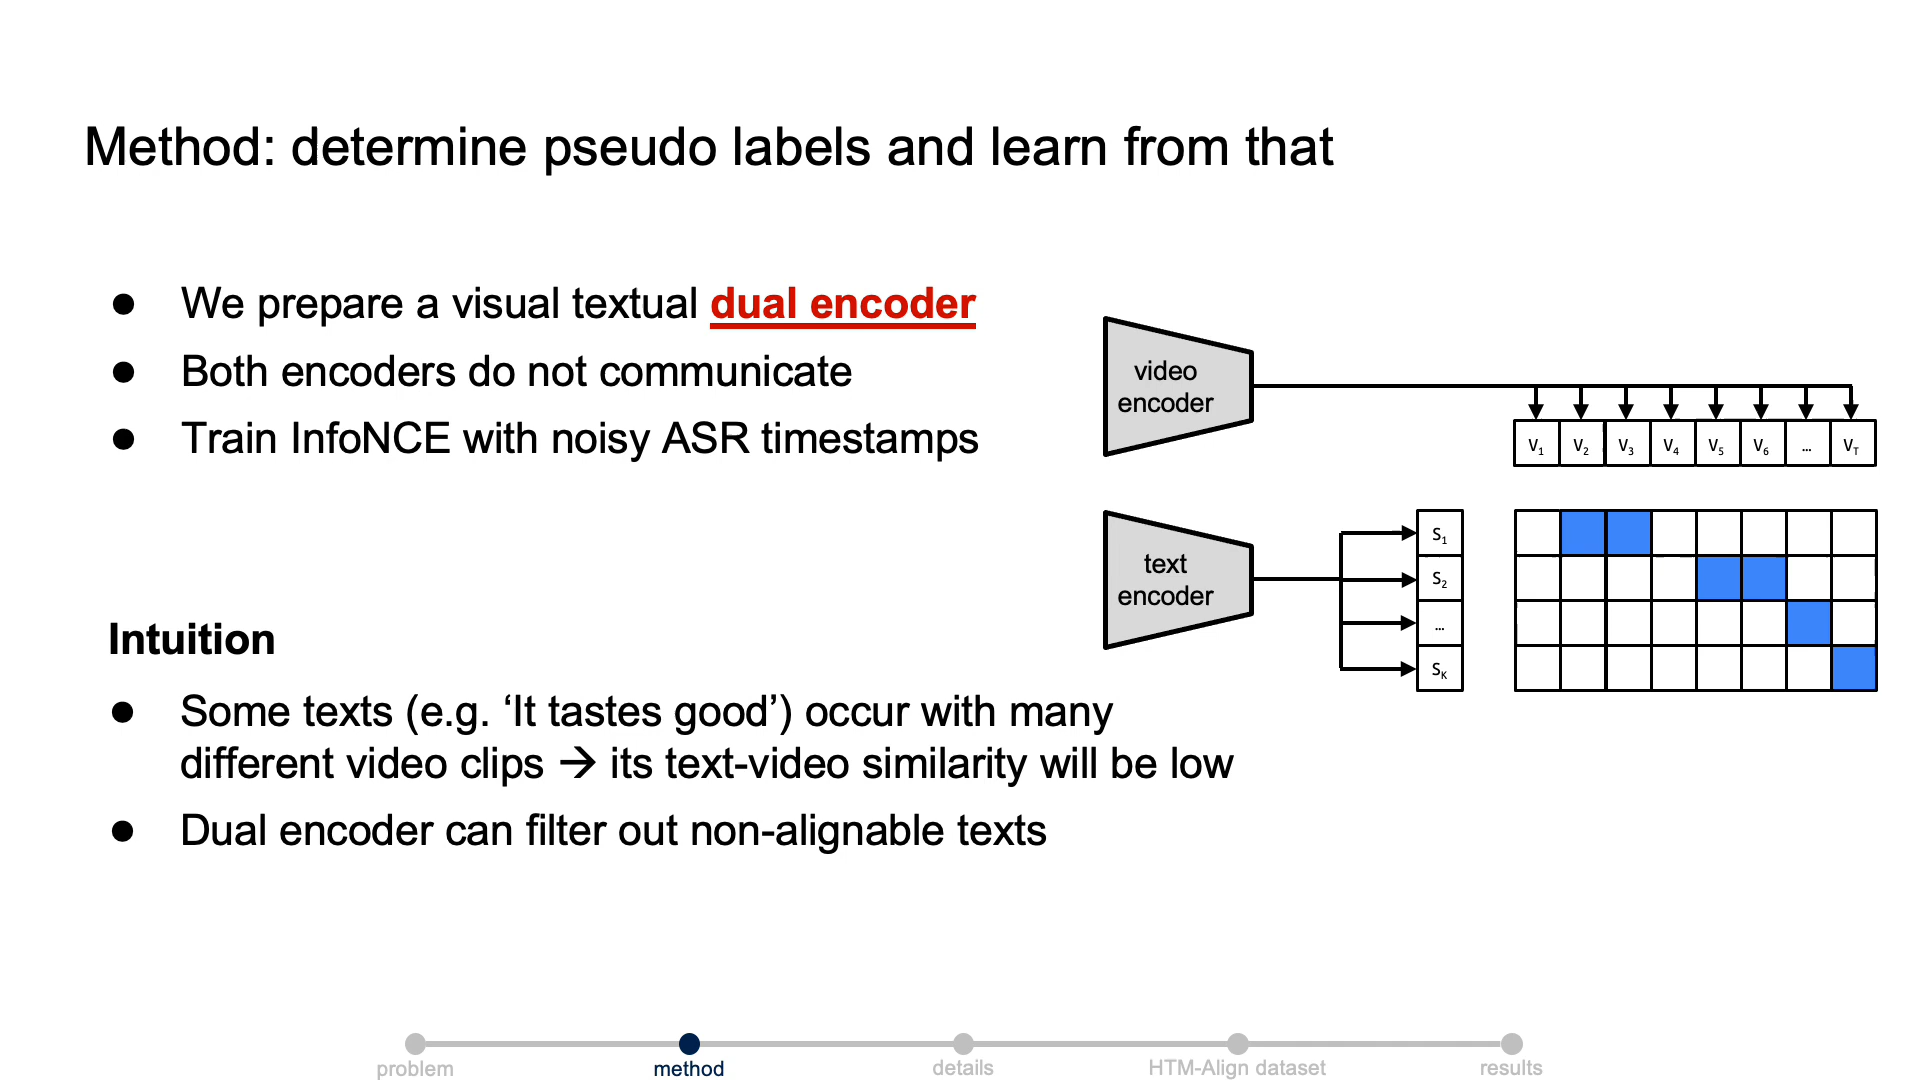 Method: determine pseudo labels and learn from that
● We prepare a visual textual dual encoder
● Both encoders do not communicate
● Train InfoNCE with noisy ASR timestamps
Intuition
● Some texts (e.g. ‘It tastes good’) occur with many
different video clips → its text-video similarity will be low
● Dual encoder can filter out non-alignable texts
video
encoder
V1 V2 V3 V4 V5 V6 ... VT
text
encoder
S1
S2
...
SK
problem method details HTM-Align dataset results